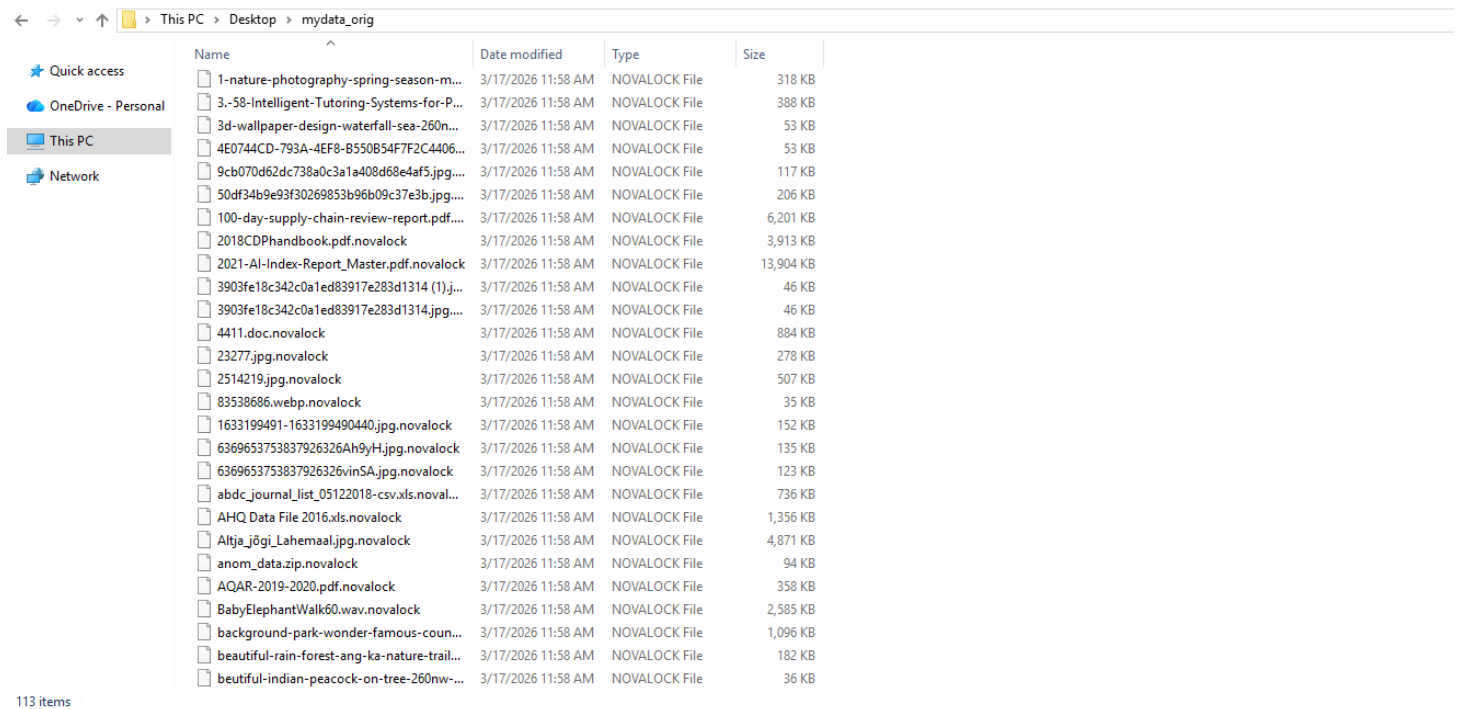 This PC > Desktop > mydata_orig
Name Date modified Type Size
Quick access
OneDrive - Personal
This PC
Network
1-nature-photography-spring-season-m... 3/17/2026 11:58 AM NOVALOCK File 318 KB
3.-58-Intelligent-Tutoring-Systems-for-P... 3/17/2026 11:58 AM NOVALOCK File 388 KB
3d-wallpaper-design-waterfall-sea-260n... 3/17/2026 11:58 AM NOVALOCK File 53 KB
4E0744CD-793A-4EF8-B550B54F7F2C4406... 3/17/2026 11:58 AM NOVALOCK File 53 KB
9cb070d62dc738a0c3a1a408d68e4af5.jpg.... 3/17/2026 11:58 AM NOVALOCK File 117 KB
50df34b9e93f30269853b96b09c37e3b.jpg.... 3/17/2026 11:58 AM NOVALOCK File 206 KB
100-day-supply-chain-review-report.pdf.... 3/17/2026 11:58 AM NOVALOCK File 6,201 KB
2018CDPhandbook.pdf.novalock 3/17/2026 11:58 AM NOVALOCK File 3,913 KB
2021-AI-Index-Report_Master.pdf.novalock 3/17/2026 11:58 AM NOVALOCK File 13,904 KB
3903fe18c342c0a1ed83917e283d1314 (1).j... 3/17/2026 11:58 AM NOVALOCK File 46 KB
3903fe18c342c0a1ed83917e283d1314.jpg.... 3/17/2026 11:58 AM NOVALOCK File 46 KB
4411.doc.novalock 3/17/2026 11:58 AM NOVALOCK File 884 KB
23277.jpg.novalock 3/17/2026 11:58 AM NOVALOCK File 278 KB
2514219.jpg.novalock 3/17/2026 11:58 AM NOVALOCK File 507 KB
83538686.webp.novalock 3/17/2026 11:58 AM NOVALOCK File 35 KB
1633199491-1633199490440.jpg.novalock 3/17/2026 11:58 AM NOVALOCK File 152 KB
6369653753837926326Ah9yH.jpg.novalock 3/17/2026 11:58 AM NOVALOCK File 135 KB
6369653753837926326vinSA.jpg.novalock 3/17/2026 11:58 AM NOVALOCK File 123 KB
abdc_journal_list_05122018-csv.xls.noval... 3/17/2026 11:58 AM NOVALOCK File 736 KB
AHQ Data File 2016.xls.novalock 3/17/2026 11:58 AM NOVALOCK File 1,356 KB
Altja_jõgi_Lahemaal.jpg.novalock 3/17/2026 11:58 AM NOVALOCK File 4,871 KB
anom_data.zip.novalock 3/17/2026 11:58 AM NOVALOCK File 94 KB
AQAR-2019-2020.pdf.novalock 3/17/2026 11:58 AM NOVALOCK File 358 KB
BabyElephantWalk60.wav.novalock 3/17/2026 11:58 AM NOVALOCK File 2,585 KB
background-park-wonder-famous-coun... 3/17/2026 11:58 AM NOVALOCK File 1,096 KB
beautiful-rain-forest-ang-ka-nature-trail... 3/17/2026 11:58 AM NOVALOCK File 182 KB
beutiful-indian-peacock-on-tree-260nw-... 3/17/2026 11:58 AM NOVALOCK File 36 KB
113 items